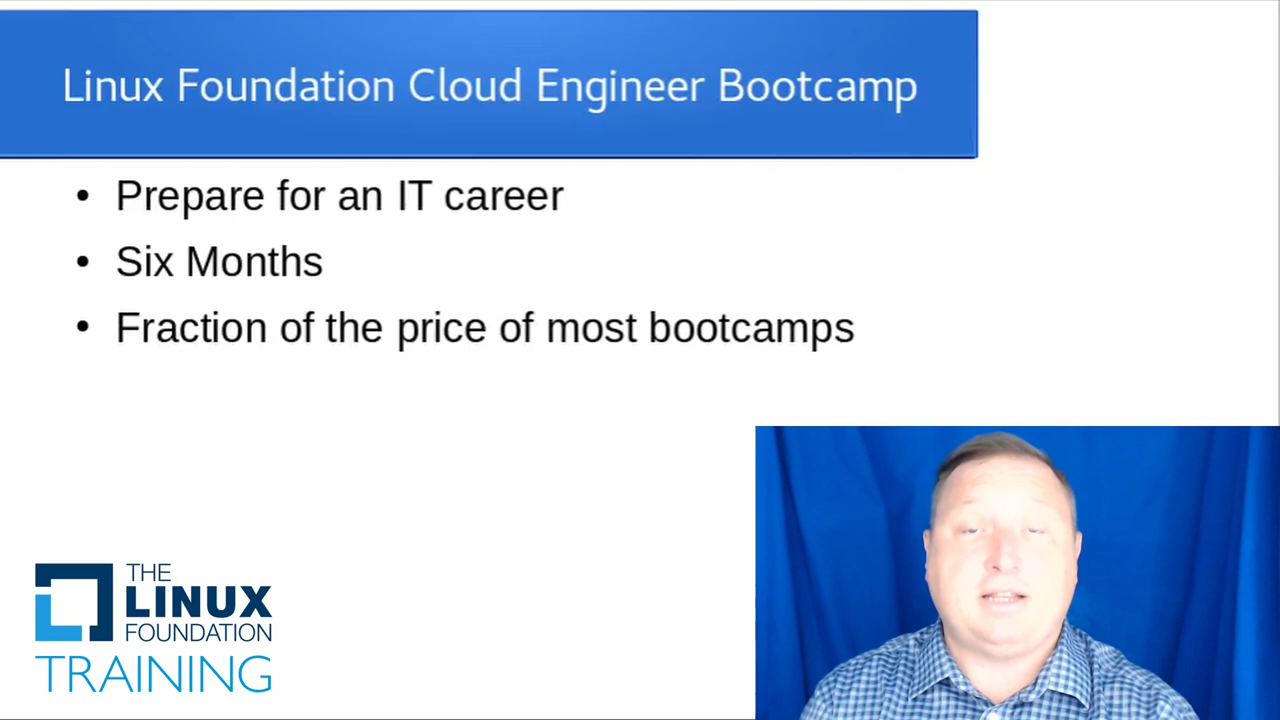 Linux Foundation Cloud Engineer Bootcamp
• Prepare for an IT career
• Six Months
• Fraction of the price of most bootcamps
THE
LINUX
FOUNDATION
TRAINING